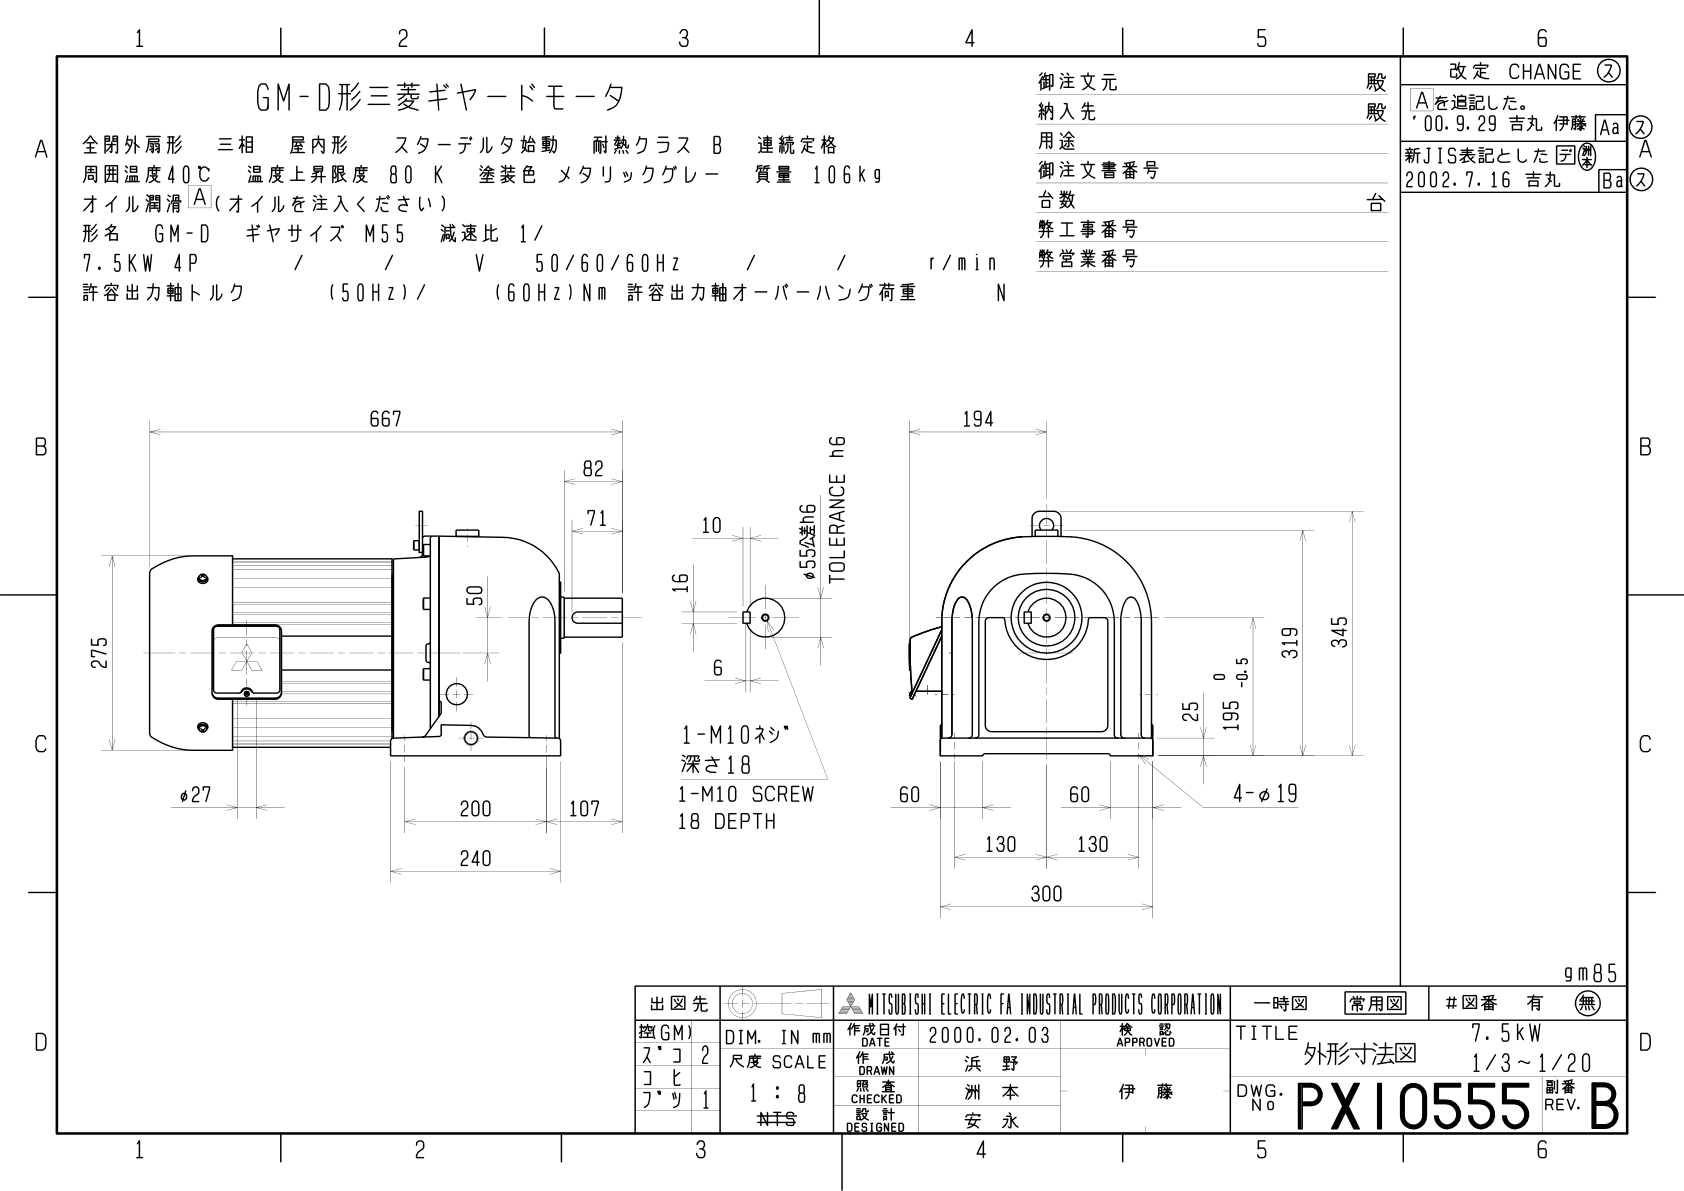 1 2 3 4 5 6
GM-D形三菱ギヤードモータ
全閉外扇形 三相 屋内形 スターデルタ始動 耐熱クラス B 連続定格
周囲温度40℃ 温度上昇限度 80 K 塗装色 メタリックグレー 質量 106kg
オイル潤滑 A (オイルを注入ください)
形名 GM-D ギヤサイズ M55 減速比 1/
7.5KW 4P / / V 50/60/60Hz / / r/min
許容出力軸トルク (50Hz)/ (60Hz)Nm 許容出力軸オーバーハング荷重 N
御注文元 殿
納入先 殿
用途
御注文書番号
台数 台
弊工事番号
弊営業番号
改定 CHANGE ス
Aを追記した。
'00.9.29 吉丸 伊藤 Aa ス
新JIS表記とした デ 洲本
2002.7.16 吉丸 Ba ス
A A
B B
C C
D D
667
82
71
275
50
φ27
200
107
240
10
16
6
φ55公差h6
TOLERANCE h6
1-M10ネジ
深さ18
1-M10 SCREW
18 DEPTH
194
345
319
195 0 -0.5
25
60
60
4-φ19
130
130
300
gm85
出図先
控(GM)
ズコ 2
コヒ
ブツ 1
DIM. IN mm
尺度 SCALE
1:8
NTS
MITSUBISHI ELECTRIC FA INDUSTRIAL PRODUCTS CORPORATION
作成日付 DATE 2000.02.03
検認 APPROVED
作成 DRAWN 浜野
照査 CHECKED 洲本
伊藤
設計 DESIGNED 安永
一時図 常用図 #図番 有 無
TITLE 7.5kW
外形寸法図 1/3~1/20
DWG. No PX10555 副番 REV. B
1 2 3 4 5 6